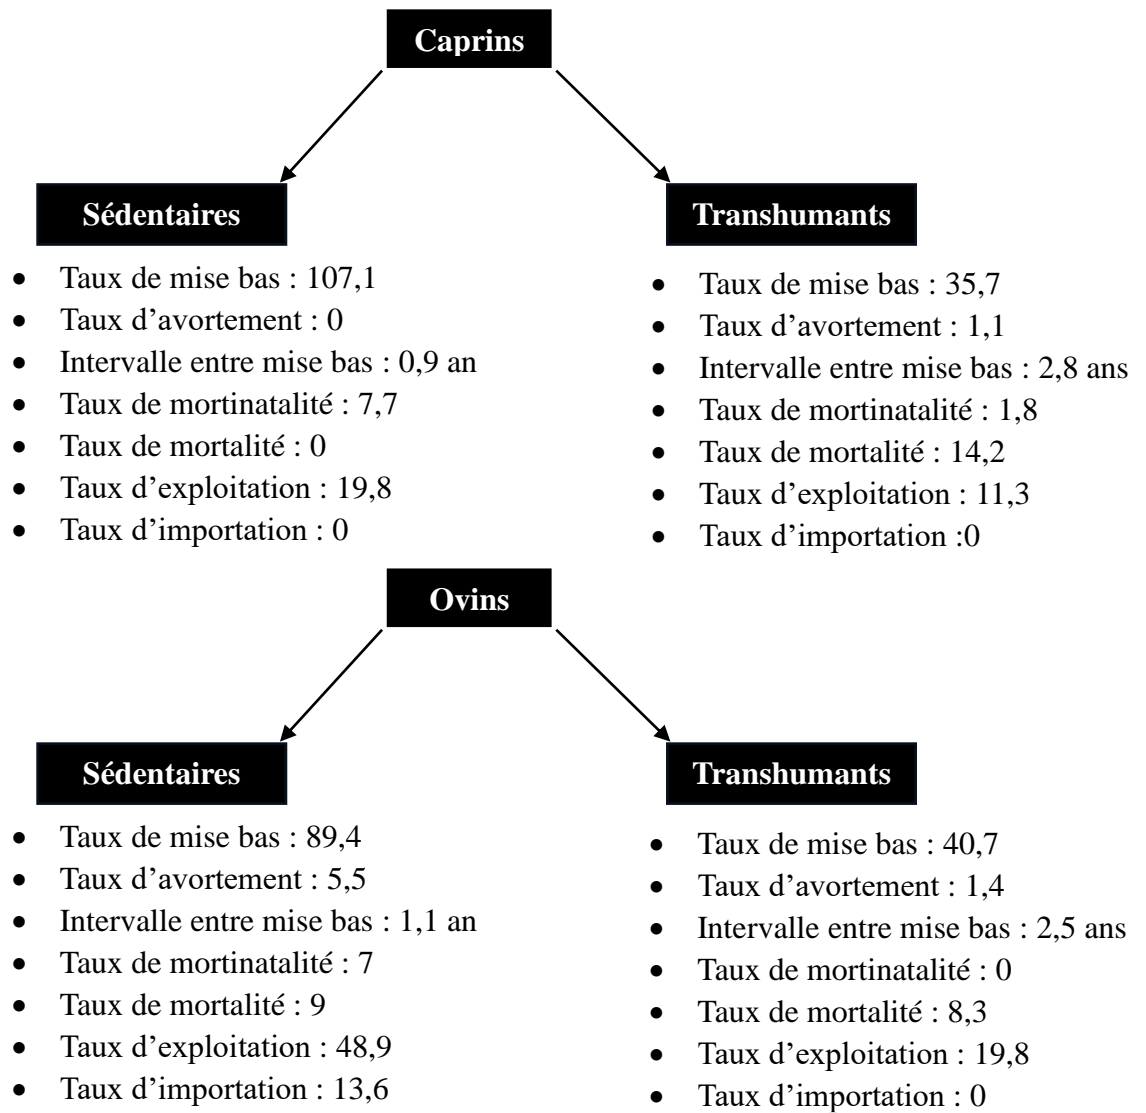 Caprins
Sédentaires
• Taux de mise bas : 107,1
• Taux d’avortement : 0
• Intervalle entre mise bas : 0,9 an
• Taux de mortinatalité : 7,7
• Taux de mortalité : 0
• Taux d’exploitation : 19,8
• Taux d’importation : 0
Transhumants
• Taux de mise bas : 35,7
• Taux d’avortement : 1,1
• Intervalle entre mise bas : 2,8 ans
• Taux de mortinatalité : 1,8
• Taux de mortalité : 14,2
• Taux d’exploitation : 11,3
• Taux d’importation :0
Ovins
Sédentaires
• Taux de mise bas : 89,4
• Taux d’avortement : 5,5
• Intervalle entre mise bas : 1,1 an
• Taux de mortinatalité : 7
• Taux de mortalité : 9
• Taux d’exploitation : 48,9
• Taux d’importation : 13,6
Transhumants
• Taux de mise bas : 40,7
• Taux d’avortement : 1,4
• Intervalle entre mise bas : 2,5 ans
• Taux de mortinatalité : 0
• Taux de mortalité : 8,3
• Taux d’exploitation : 19,8
• Taux d’importation : 0